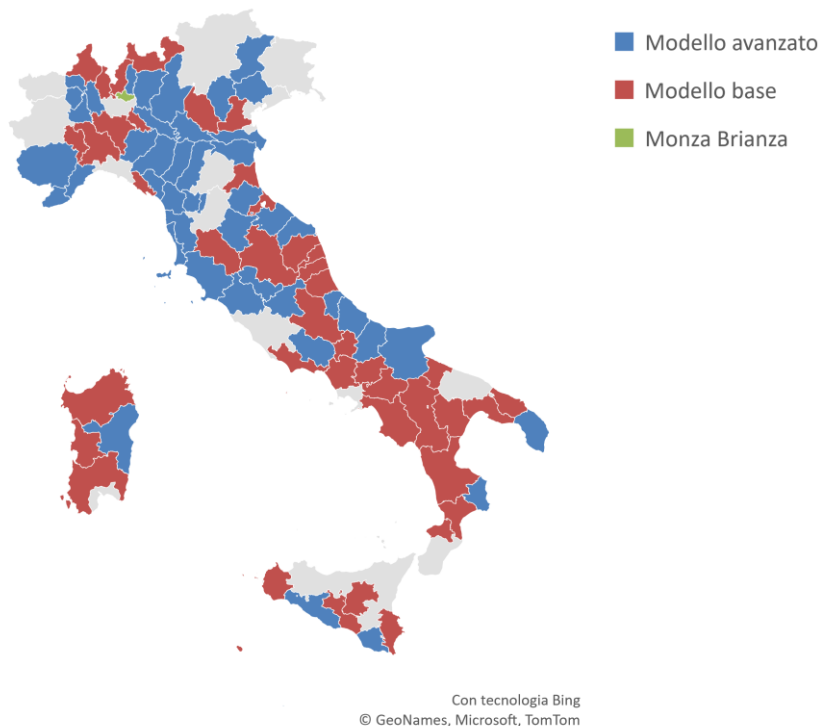 Modello avanzato
Modello base
Monza Brianza
Con tecnologia Bing
© GeoNames, Microsoft, TomTom